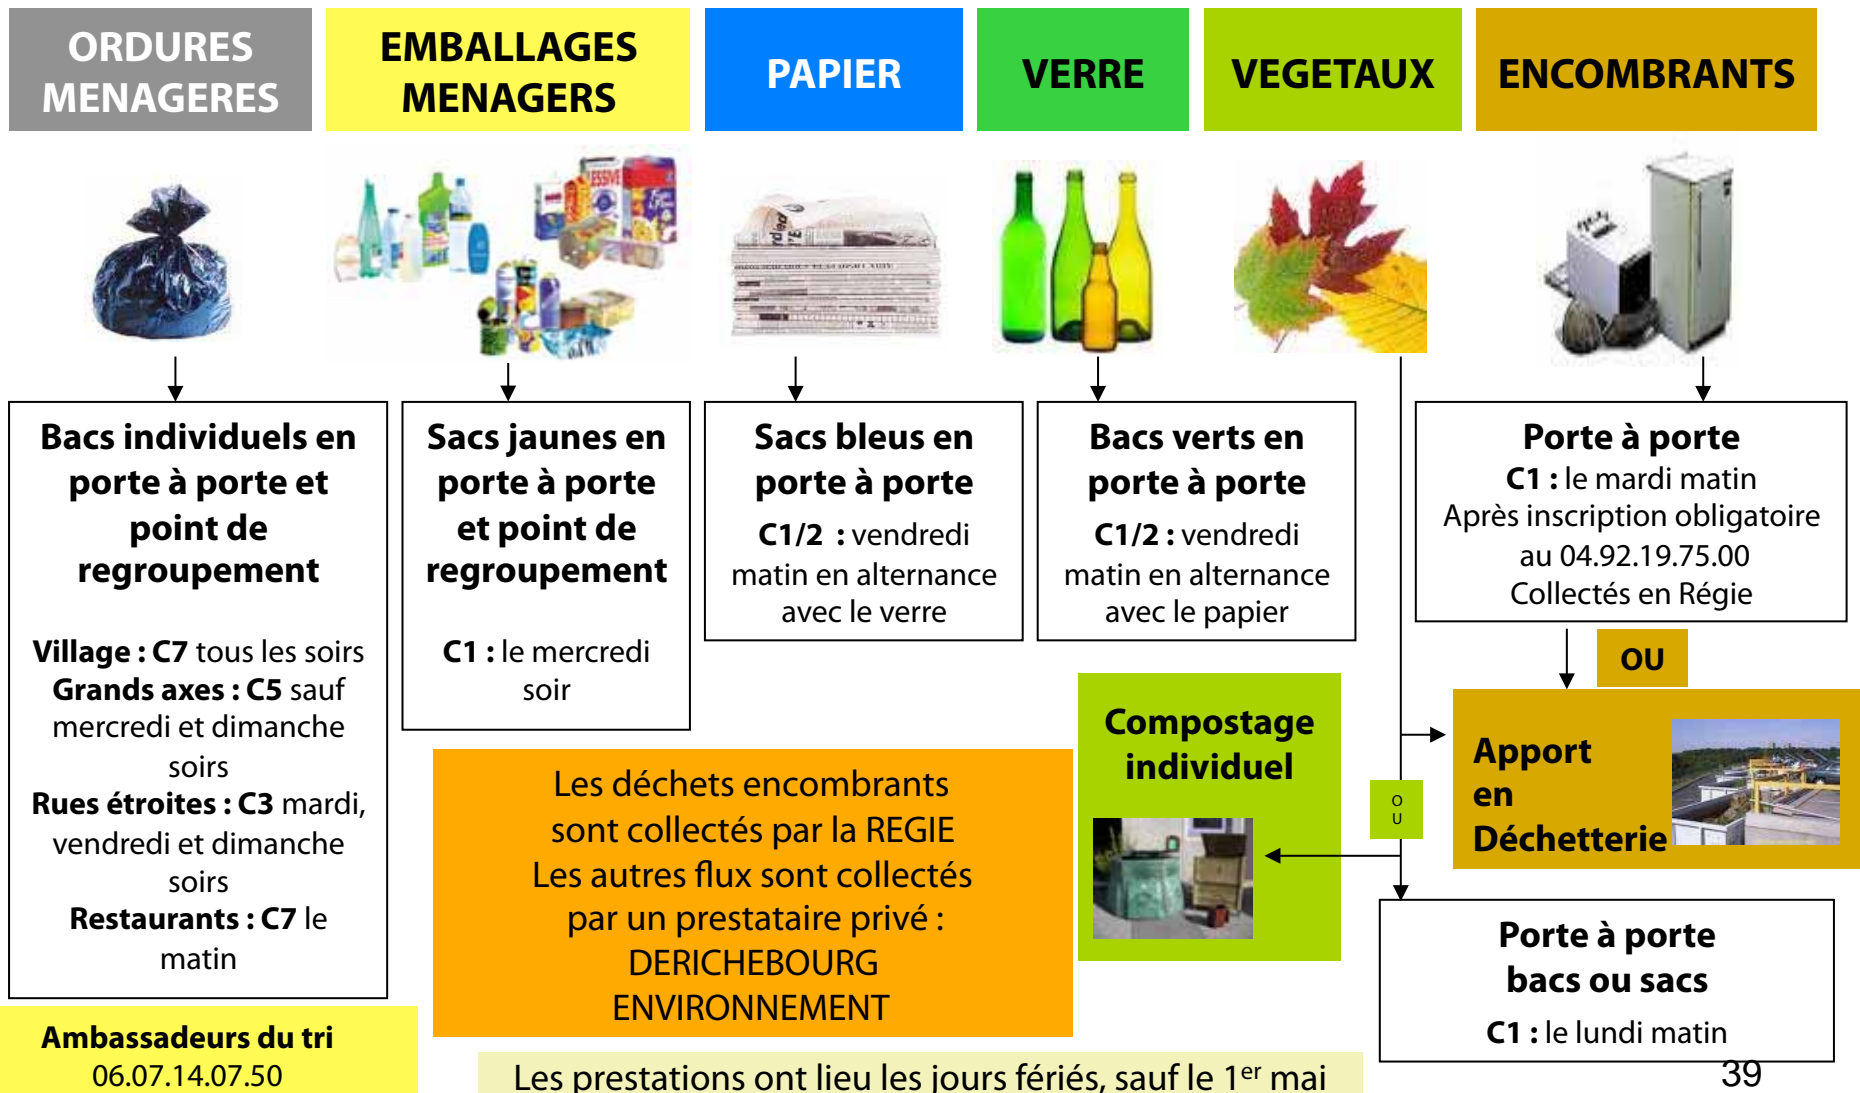 ORDURES
MENAGERES
EMBALLAGES
MENAGERS
PAPIER
VERRE
VEGETAUX
ENCOMBRANTS
Bacs individuels en
porte à porte et
point de
regroupement
Village : C7 tous les soirs
Grands axes : C5 sauf
mercredi et dimanche
soirs
Rues étroites : C3 mardi,
vendredi et dimanche
soirs
Restaurants : C7 le
matin
Sacs jaunes en
porte à porte
et point de
regroupement
C1 : le mercredi
soir
Sacs bleus en
porte à porte
C1/2 : vendredi
matin en alternance
avec le verre
Bacs verts en
porte à porte
C1/2 : vendredi
matin en alternance
avec le papier
Porte à porte
C1 : le mardi matin
Après inscription obligatoire
au 04.92.19.75.00
Collectés en Régie
OU
Apport
en
Déchetterie
Compostage
individuel
O
U
Porte à porte
bacs ou sacs
C1 : le lundi matin
Les déchets encombrants
sont collectés par la REGIE
Les autres flux sont collectés
par un prestataire privé :
DERICHEBOURG
ENVIRONNEMENT
Ambassadeurs du tri
06.07.14.07.50
Les prestations ont lieu les jours fériés, sauf le 1er mai
39